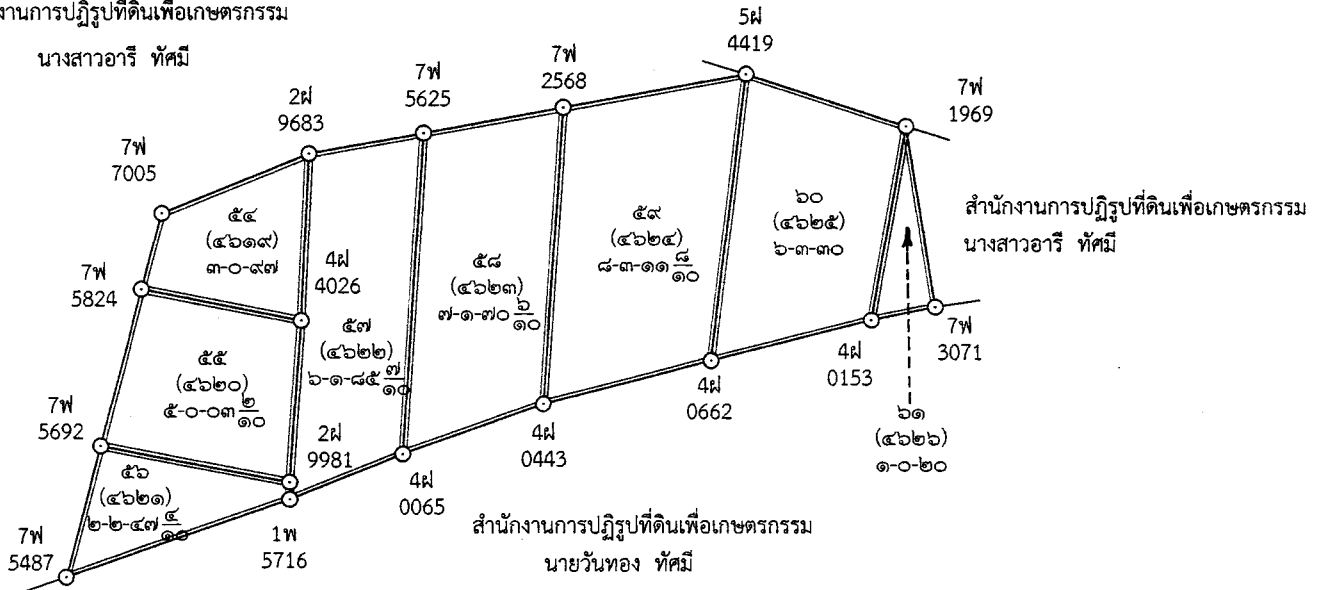 งานการปฏิรูปที่ดินเพื่อเกษตรกรรม
นางสาวอารี ทัศมี
5ฝ
4419
7ฟ
2568
7ฟ
5625
2ฝ
9683
7ฟ
1969
7ฟ
7005
๕๔
(๔๖๑๙)
๓-๐-๙๗
๕๙
(๔๖๒๔)
๘-๓-๑๑ ๘/๑๐
๖๐
(๔๖๒๕)
๖-๓-๓๐
สำนักงานการปฏิรูปที่ดินเพื่อเกษตรกรรม
นางสาวอารี ทัศมี
7ฟ
5824
4ฝ
4026
๕๘
(๔๖๒๓)
๗-๑-๗๐ ๖/๑๐
๕๗
(๔๖๒๒)
๖-๑-๘๕ ๗/๑๐
๕๕
(๔๖๒๐)
๕-๐-๐๓ ๒/๑๐
7ฟ
3071
4ฝ
0153
4ฝ
0662
7ฟ
5692
๖๑
(๔๖๒๖)
๑-๐-๒๐
2ฝ
9981
4ฝ
0443
๕๖
(๔๖๒๑)
๒-๒-๔๗ ๔/๑๐
4ฝ
0065
7ฟ
5487
1พ
5716
สำนักงานการปฏิรูปที่ดินเพื่อเกษตรกรรม
นายวันทอง ทัศมี